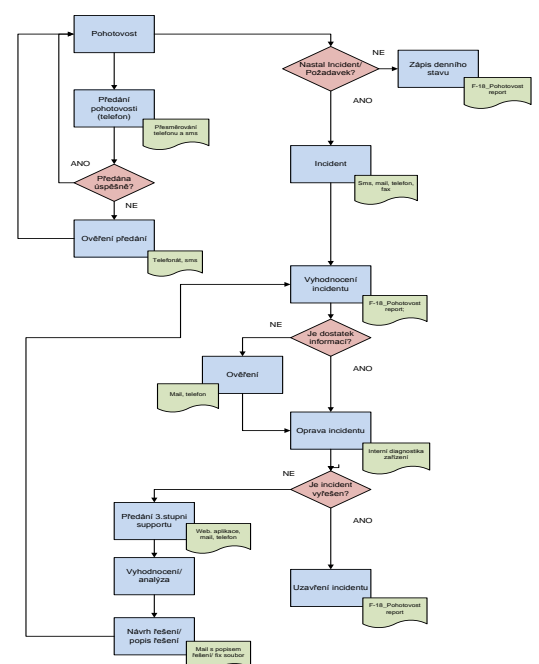 Pohotovost
Nastal Incident/
Požadavek?
NE
Zápis denního
stavu
F-18_Pohotovost
report
ANO
Předání
pohotovosti
(telefon)
Přesměrování
telefonu a sms
ANO
Předána
úspěšně?
NE
Incident
Sms, mail, telefon,
fax
Ověření předání
Telefonát, sms
Vyhodnocení
incidentu
F-18_Pohotovost
report;
NE
Je dostatek
informací?
ANO
Ověření
Mail, telefon
Oprava incidentu
Interní diagnostika
zařízení
NE
Je incident
vyřešen?
ANO
Předání 3.stupni
supportu
Web. aplikace,
mail, telefon
Vyhodnocení/
analýza
Uzavření incidentu
F-18_Pohotovost
report
Návrh řešení/
popis řešení
Mail s popisem
řešení/ fix soubor